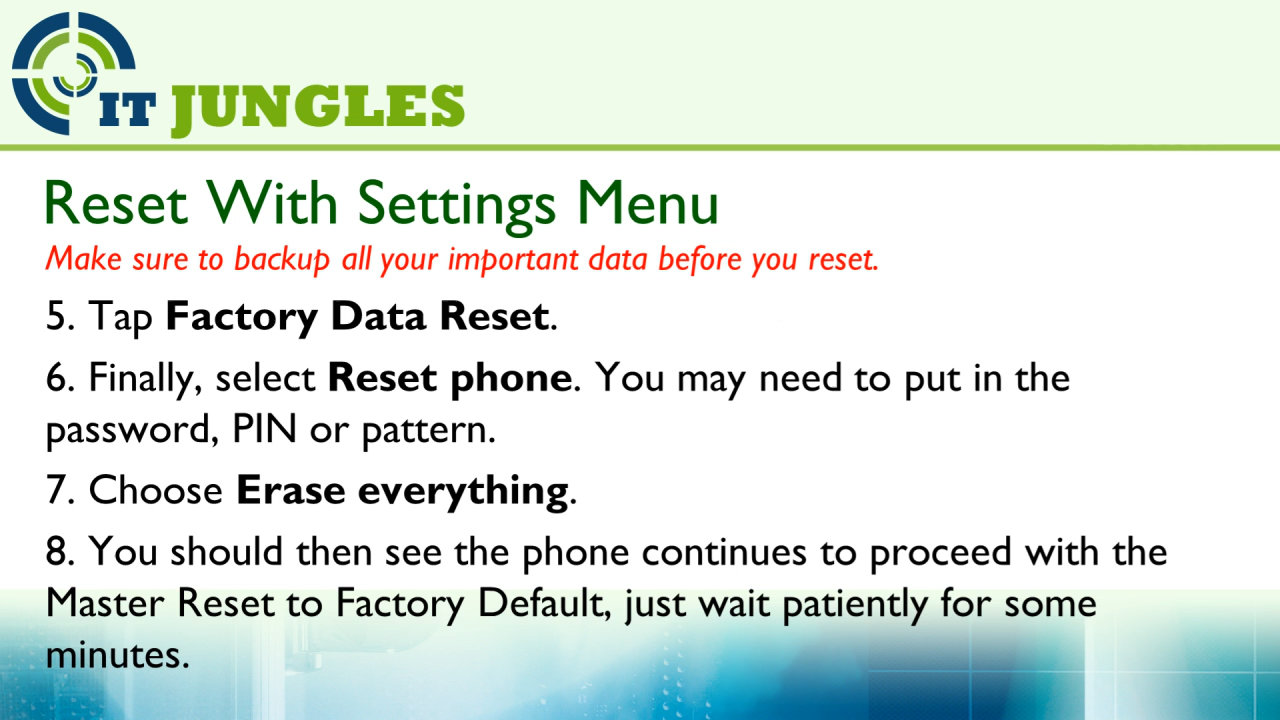 IT JUNGLES
Reset With Settings Menu
Make sure to backup all your important data before you reset.
5. Tap Factory Data Reset.
6. Finally, select Reset phone. You may need to put in the
password, PIN or pattern.
7. Choose Erase everything.
8. You should then see the phone continues to proceed with the
Master Reset to Factory Default, just wait patiently for some
minutes.